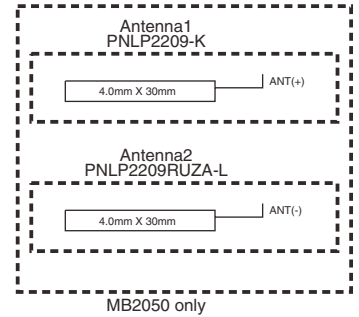 Antenna1
PNLP2209-K
4.0mm X 30mm
ANT(+)
Antenna2
PNLP2209RUZA-L
4.0mm X 30mm
ANT(-)
MB2050 only